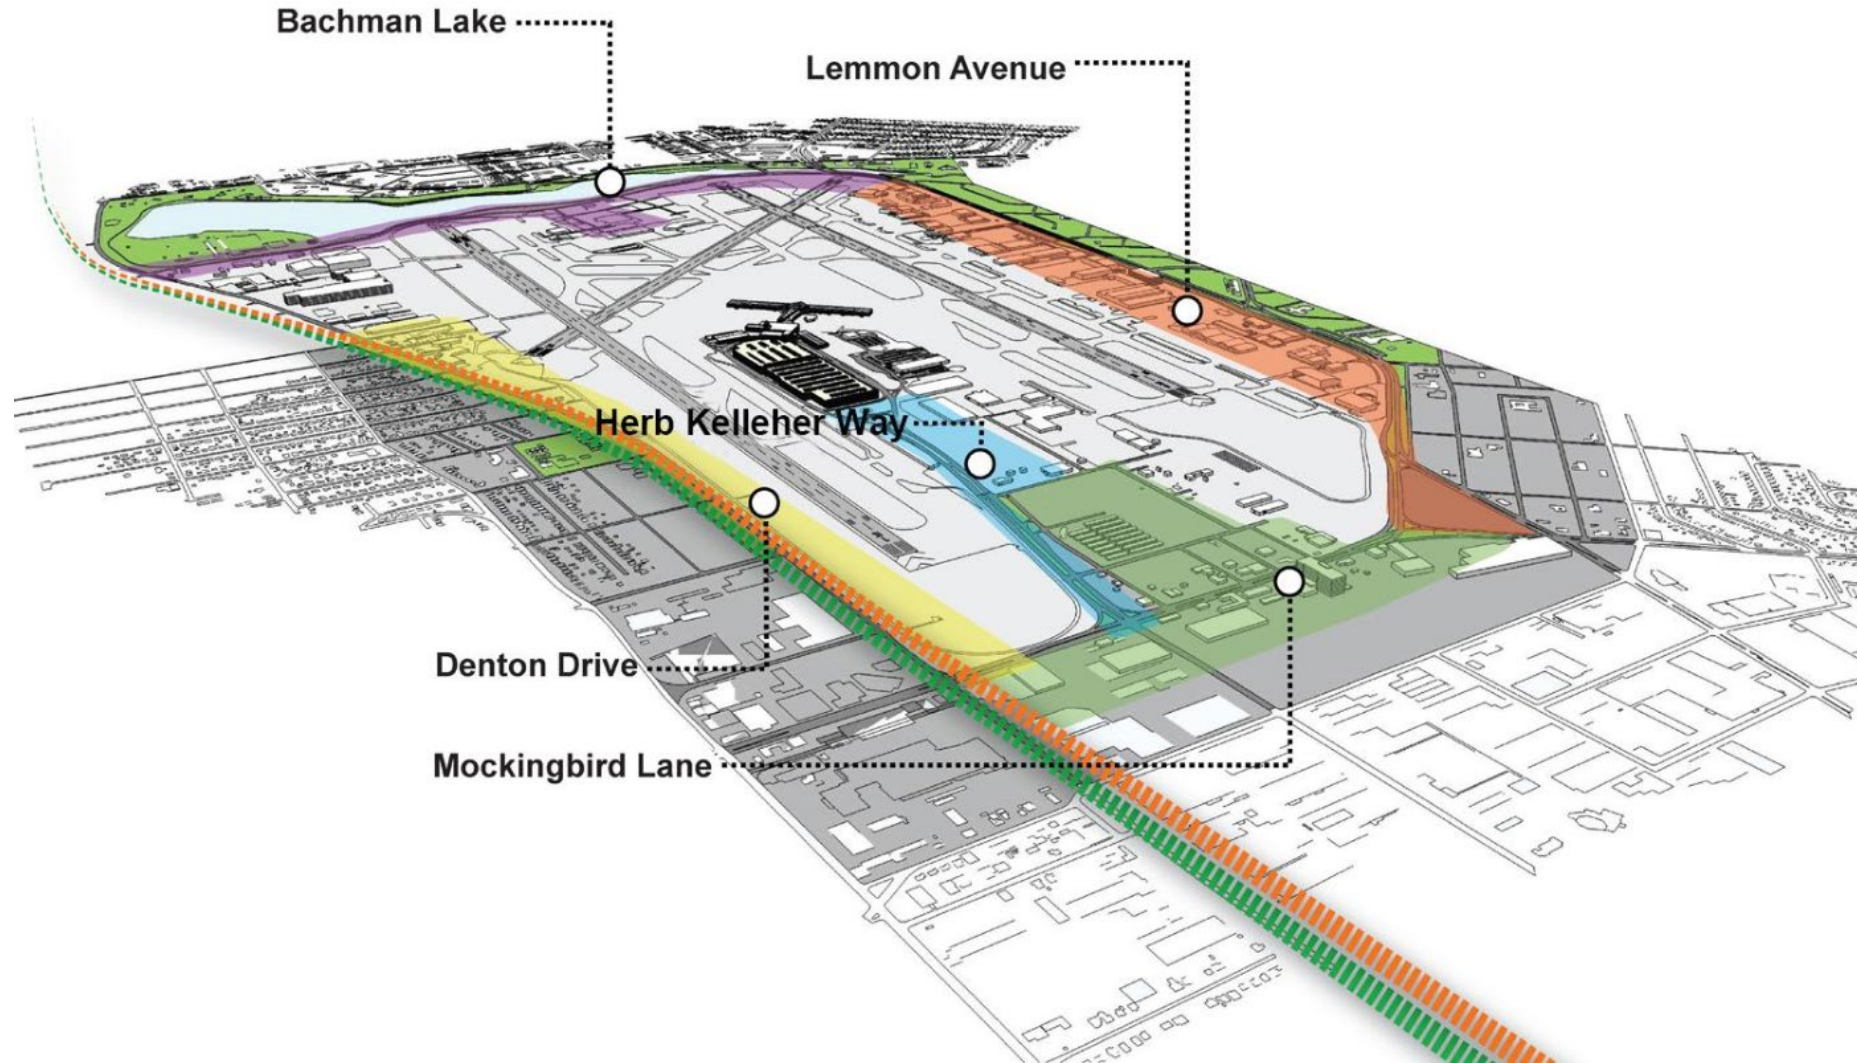 Bachman Lake
Lemmon Avenue
Herb Kelleher Way
Denton Drive
Mockingbird Lane